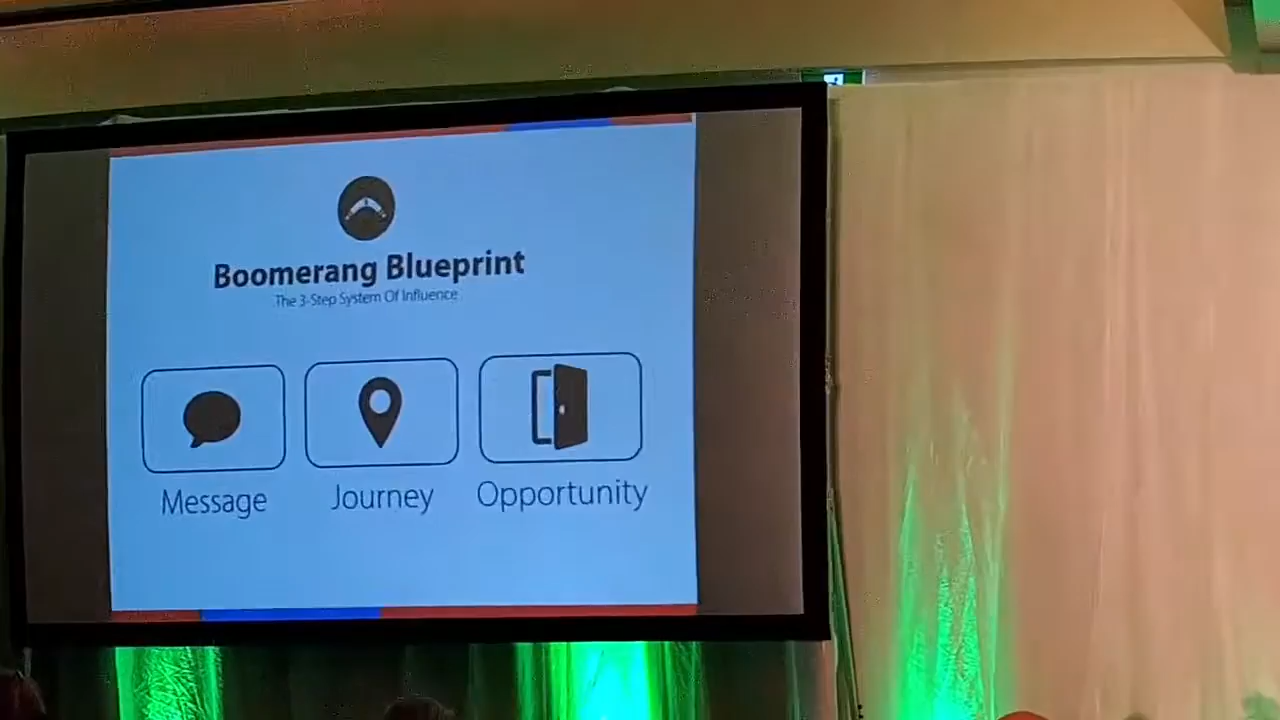 Boomerang Blueprint
The 3-Step System Of Influence
Message
Journey
Opportunity